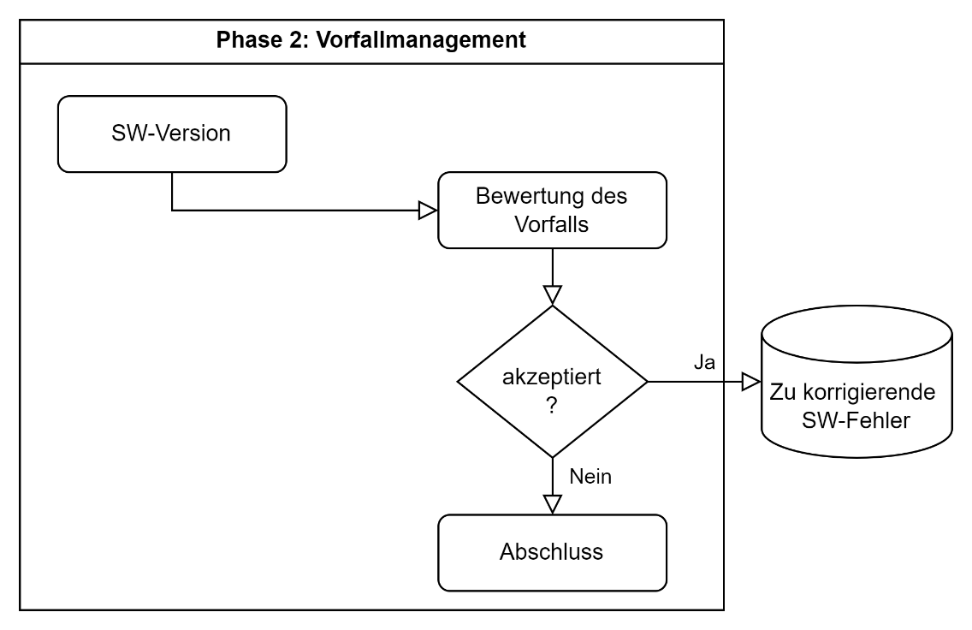 Phase 2: Vorfallmanagement
SW-Version
Bewertung des
Vorfalls
akzeptiert
?
Ja
Zu korrigierende
SW-Fehler
Nein
Abschluss